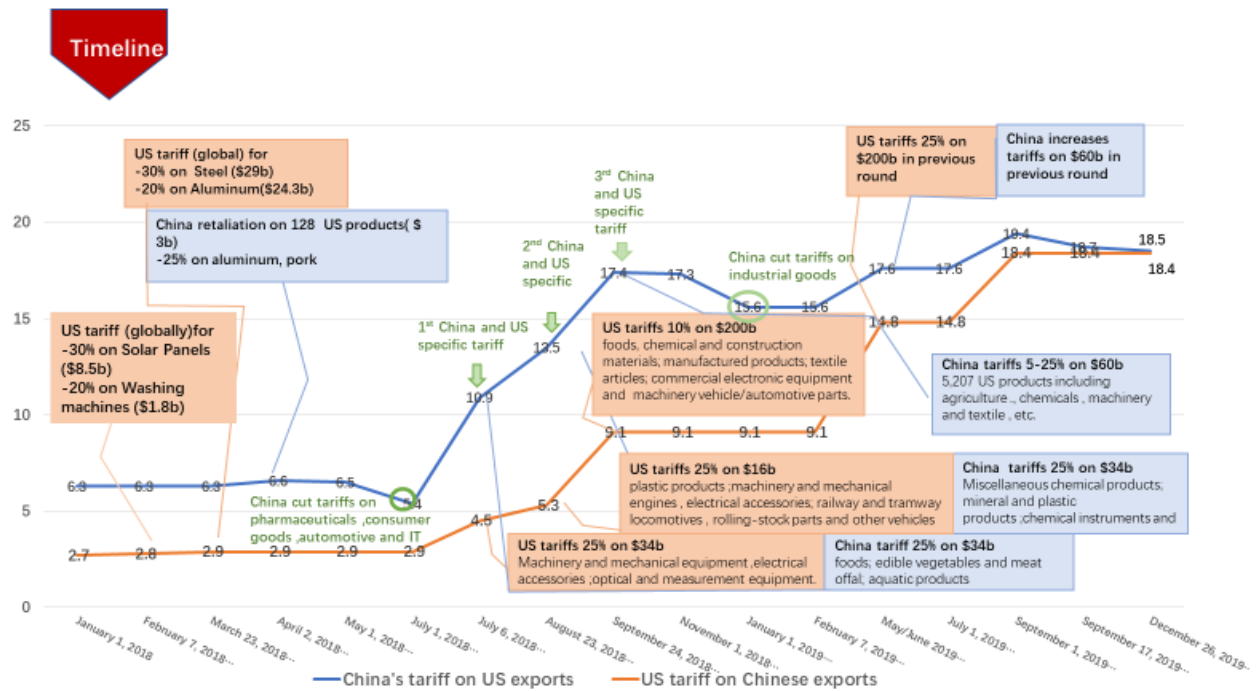 Timeline
25
20
15
10
5
0
US tariff (global) for
-30% on Steel ($29b)
-20% on Aluminum($24.3b)
China retaliation on 128 US products( $
3b)
-25% on aluminum, pork
US tariff (globally)for
-30% on Solar Panels
($8.5b)
-20% on Washing
machines ($1.8b)
China cut tariffs on
pharmaceuticals ,consumer
goods ,automotive and IT
1st China and US
specific tariff
2nd China
and US
specific
3rd China
and US
specific
tariff
China cut tariffs on
industrial goods
US tariffs 25% on
$200b in previous
round
China increases
tariffs on $60b in
previous round
US tariffs 10% on $200b
foods, chemical and construction
materials; manufactured products; textile
articles; commercial electronic equipment
and machinery vehicle/automotive parts.
China tariffs 5-25% on $60b
5,207 US products including
agriculture ., chemicals , machinery
and textile , etc.
US tariffs 25% on $16b
plastic products ;machinery and mechanical
engines , electrical accessories; railway and tramway
locomotives , rolling-stock parts and other vehicles
China tariffs 25% on $34b
Miscellaneous chemical products;
mineral and plastic
products ;chemical instruments and
US tariffs 25% on $34b
Machinery and mechanical equipment ,electrical
accessories ;optical and measurement equipment.
China tariff 25% on $34b
foods; edible vegetables and meat
offal; aquatic products
6.3 6.3 6.3 6.6 6.5 5.4 10.9 13.5 17.4 17.3 15.6 15.6 17.6 17.6 19.4 18.7 18.5
2.7 2.8 2.9 2.9 2.9 2.9 4.5 5.3 9.1 9.1 9.1 9.1 14.8 14.8 18.4 18.4 18.4
January 1, 2018
February 7, 2018…
March 23, 2018…
April 2, 2018…
May 1, 2018…
July 1, 2018…
July 6, 2018…
August 23, 2018…
September 24, 2018…
November 1, 2018…
January 1, 2019…
February 7, 2019…
May/June 2019…
July 1, 2019…
September 1, 2019…
September 17, 2019…
December 26, 2019…
China's tariff on US exports
US tariff on Chinese exports